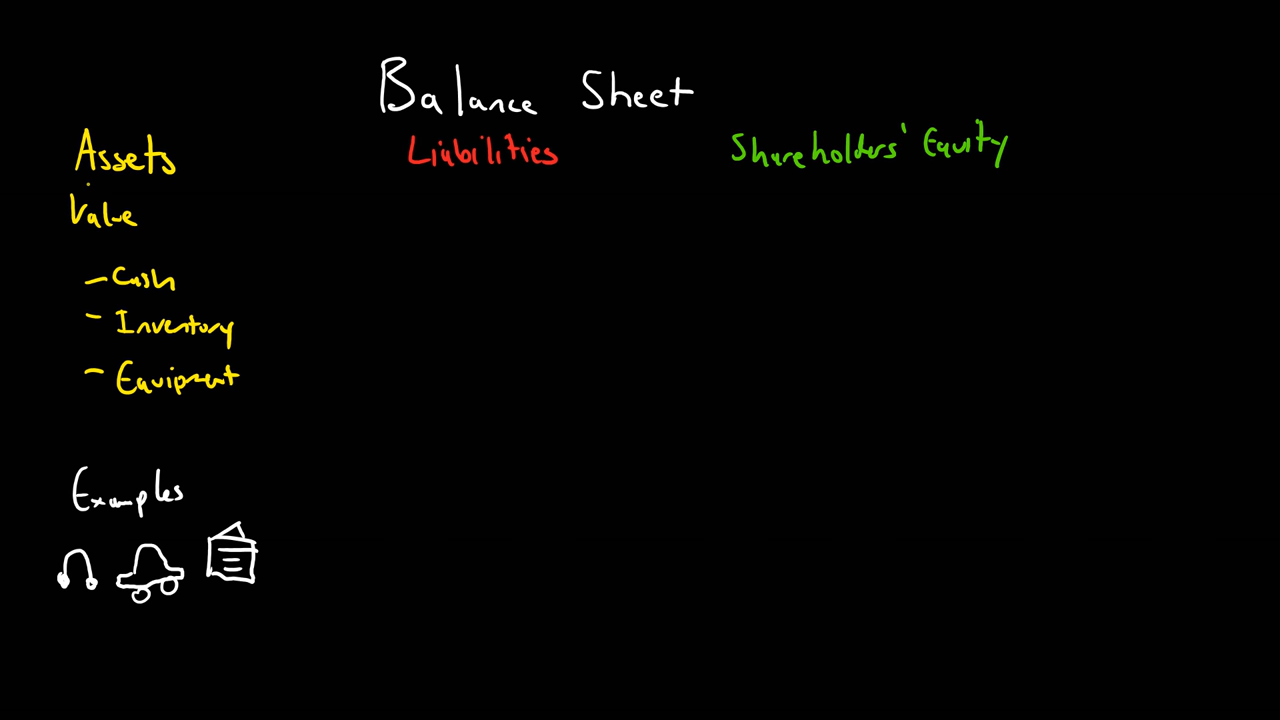 Balance Sheet
Assets
Liabilities
Shareholders' Equity
Value
- Cash
- Inventory
- Equipment
Examples